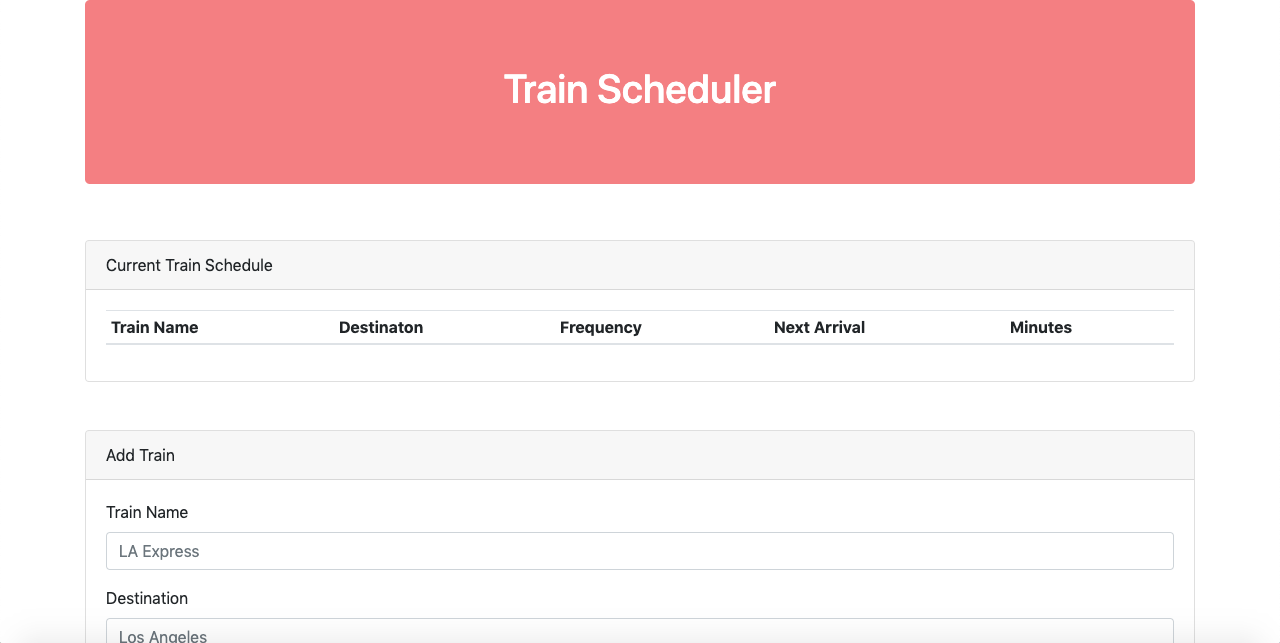 Train Scheduler
Current Train Schedule
Train Name Destinaton Frequency Next Arrival Minutes
Add Train
Train Name
LA Express
Destination
Los Angeles